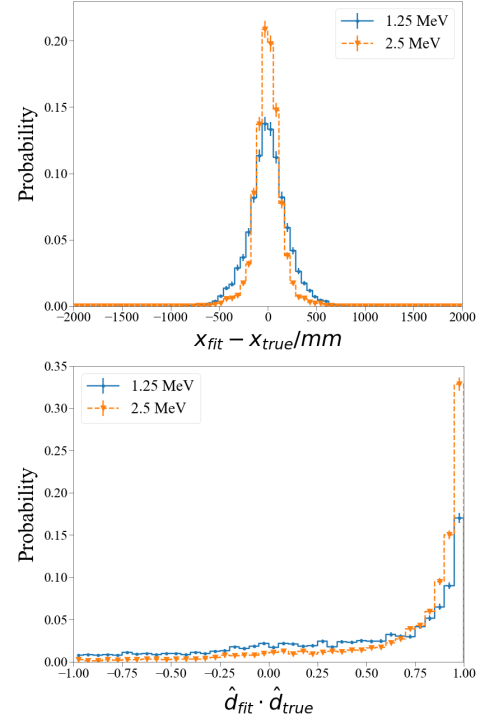 1.25 MeV
2.5 MeV
0.20
0.15
0.10
0.05
0.00
Probability
−2000 −1500 −1000 −500 0 500 1000 1500 2000
x_fit − x_true/mm
0.35
1.25 MeV
2.5 MeV
0.30
0.25
0.20
0.15
0.10
0.05
0.00
Probability
−1.00 −0.75 −0.50 −0.25 0.00 0.25 0.50 0.75 1.00
d̂_fit · d̂_true